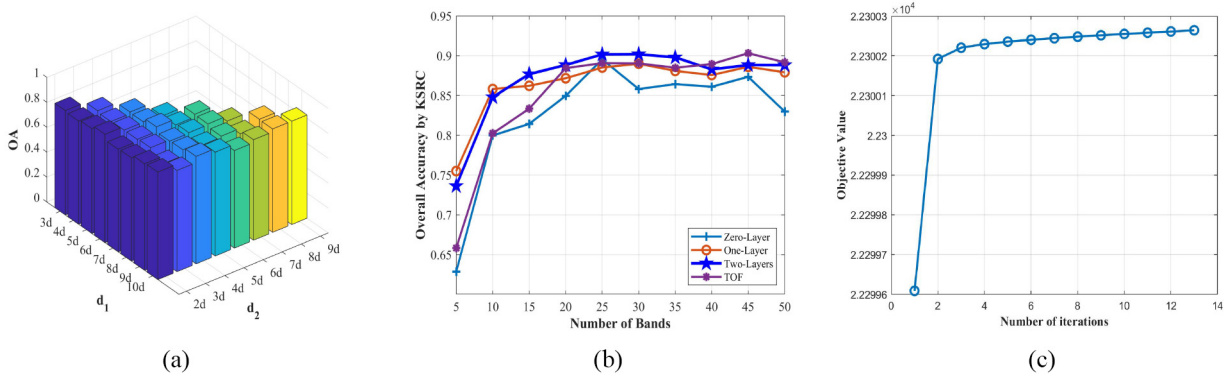 1
0.8
0.6
0.4
0.2
0
OA
3d
4d
5d
6d
7d
8d
9d
10d
d1
2d
3d
4d
5d
6d
7d
8d
9d
d2
(a)
0.95
0.9
0.85
0.8
0.75
0.7
0.65
Overall Accuracy by KSRC
Zero-Layer
One-Layer
Two-Layers
TOF
5 10 15 20 25 30 35 40 45 50
Number of Bands
(b)
×10⁴
2.23003
2.23002
2.23001
2.23
2.22999
2.22998
2.22997
2.22996
Objective Value
0 2 4 6 8 10 12 14
Number of iterations
(c)